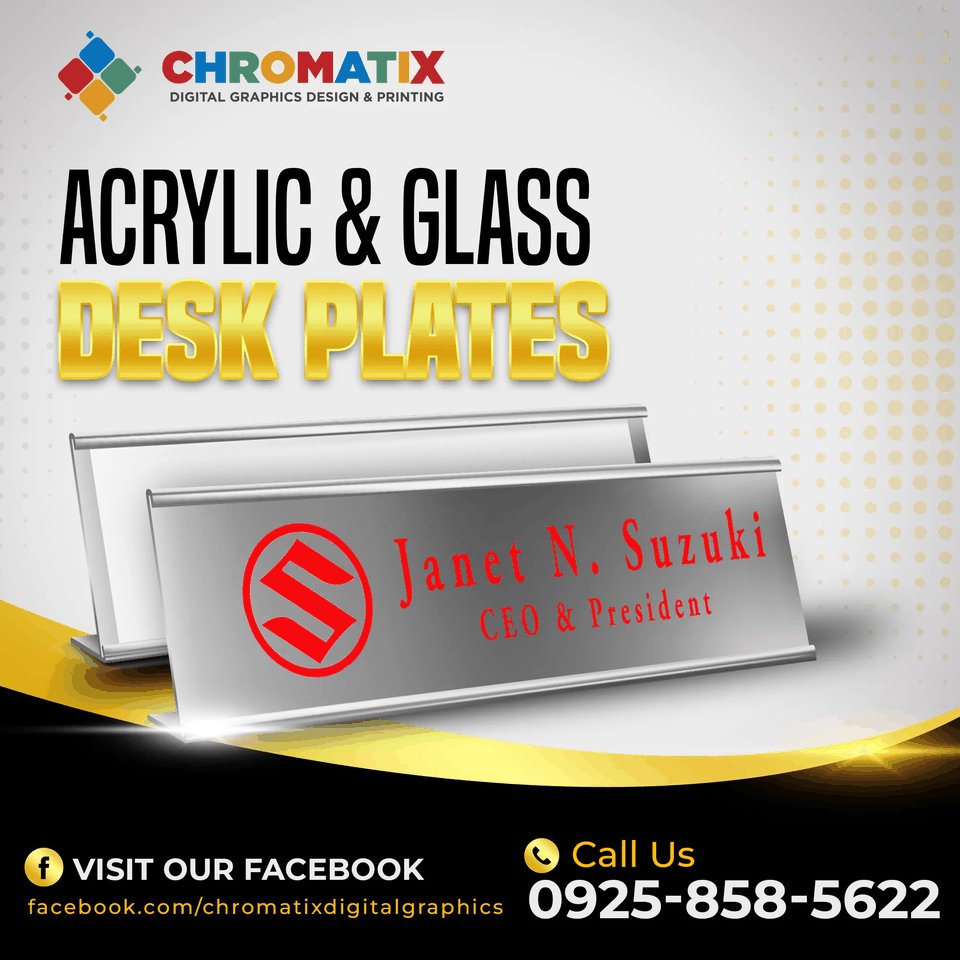 CHROMATIX
DIGITAL GRAPHICS DESIGN & PRINTING
ACRYLIC & GLASS
DESK PLATES
Janet N. Suzuki
CEO & President
VISIT OUR FACEBOOK
facebook.com/chromatixdigitalgraphics
Call Us
0925-858-5622